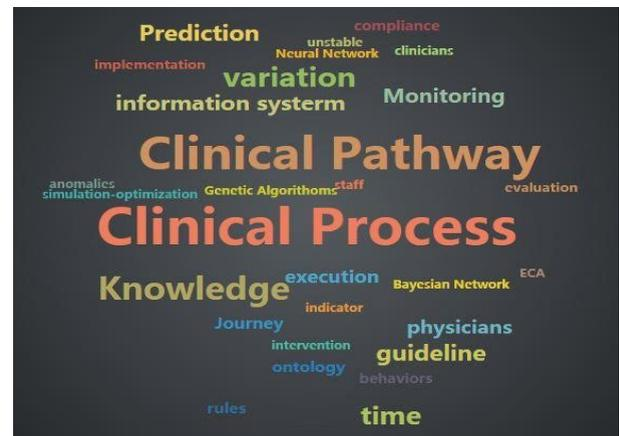 compliance
Prediction
unstable
clinicians
Neural Network
implementation
variation
information systerm
Monitoring
Clinical Pathway
anomalies
staff
evaluation
simulation-optimization
Genetic Algorithoms
Clinical Process
ECA
execution
Bayesian Network
Knowledge
indicator
Journey
physicians
intervention
guideline
ontology
behaviors
rules
time